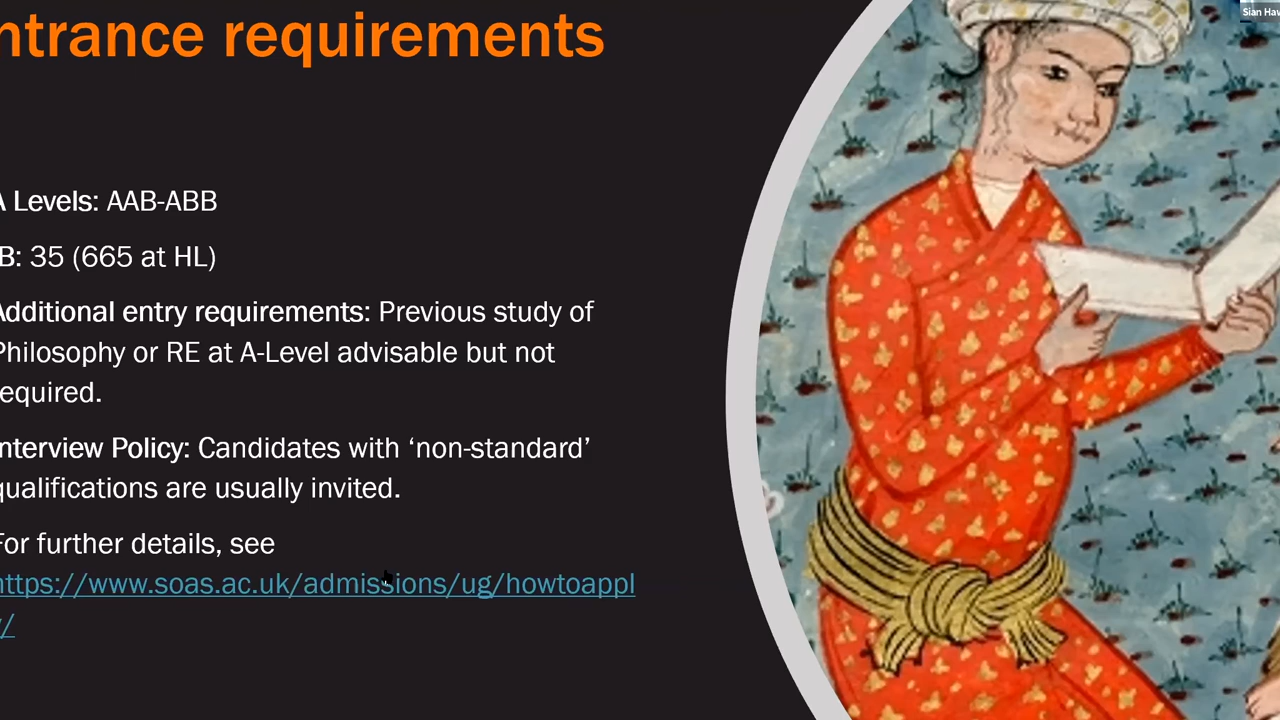 ntrance requirements
Sian Haw
A Levels: AAB-ABB
B: 35 (665 at HL)
Additional entry requirements: Previous study of
Philosophy or RE at A-Level advisable but not
equired.
nterview Policy: Candidates with ‘non-standard’
qualifications are usually invited.
For further details, see
https://www.soas.ac.uk/admissions/ug/howtoappl
y/